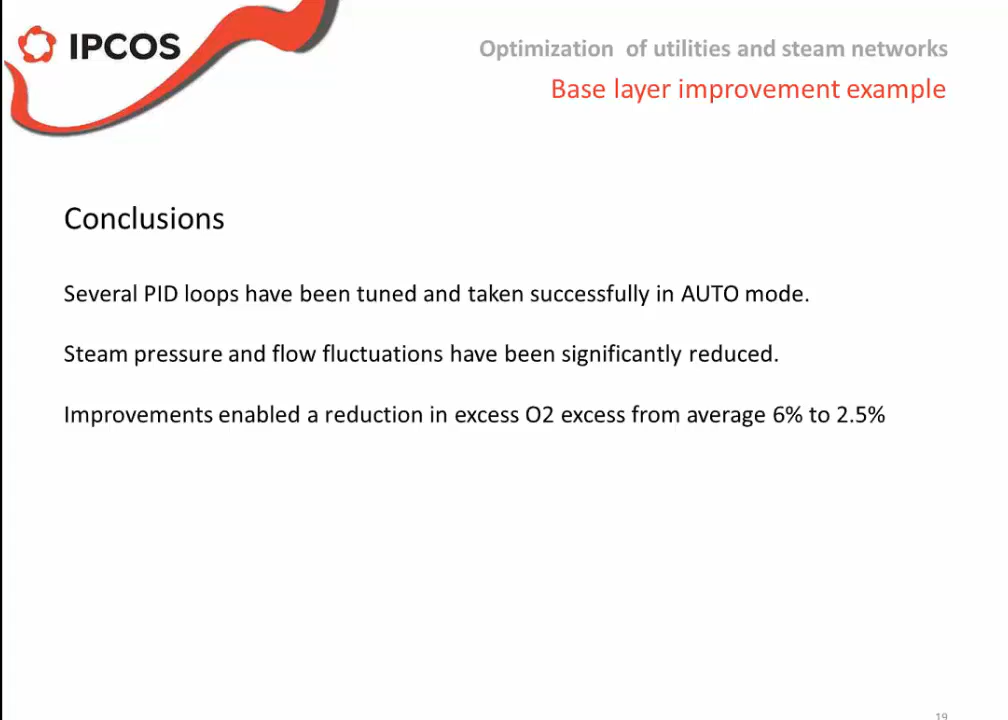 IPCOS
Optimization of utilities and steam networks
Base layer improvement example
Conclusions
Several PID loops have been tuned and taken successfully in AUTO mode.
Steam pressure and flow fluctuations have been significantly reduced.
Improvements enabled a reduction in excess O2 excess from average 6% to 2.5%
19